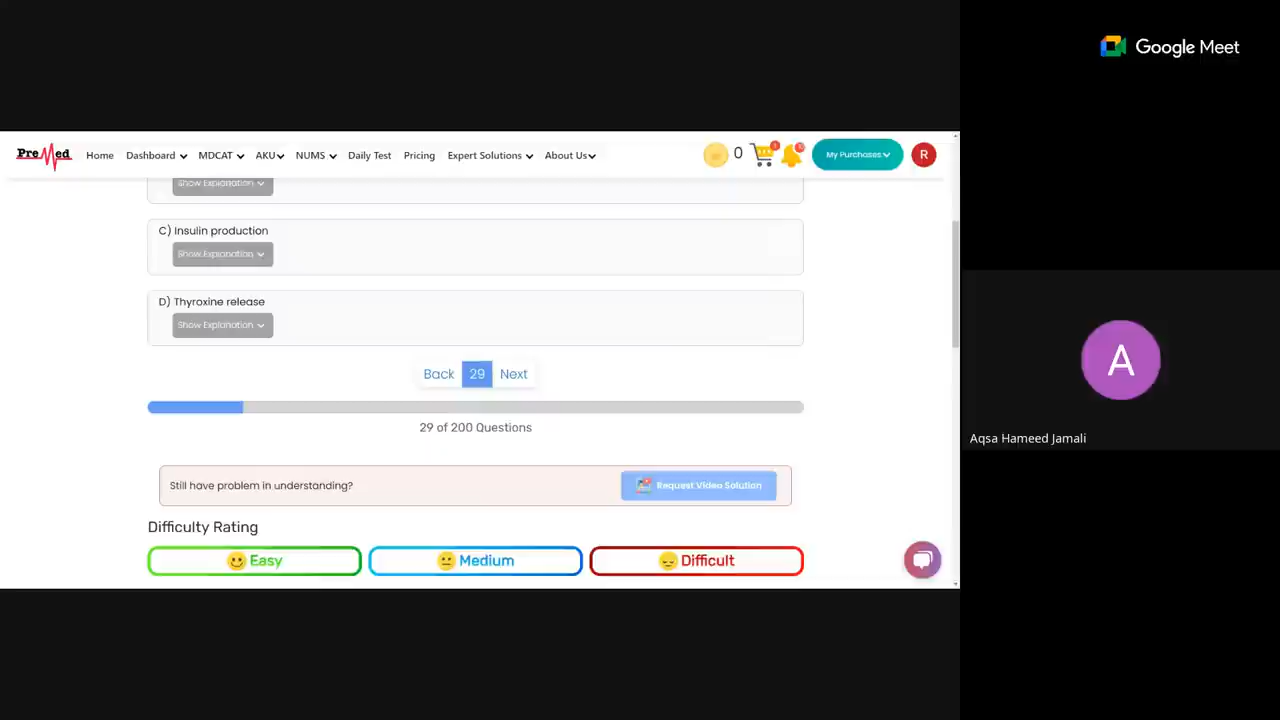 Google Meet
PreMed Home Dashboard MDCAT AKU NUMS Daily Test Pricing Expert Solutions About Us 0 My Purchases R
Show Explanation
C) Insulin production
Show Explanation
D) Thyroxine release
Show Explanation
Back 29 Next
29 of 200 Questions
Still have problem in understanding? Request Video Solution
Difficulty Rating
Easy Medium Difficult
A
Aqsa Hameed Jamali